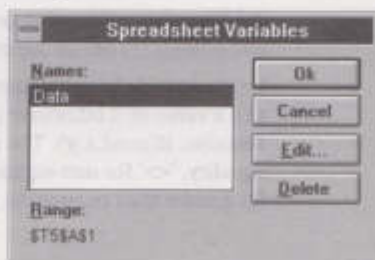 Spreadsheet Variables
Names:
Data
Ok
Cancel
Edit...
Delete
Range:
$T5$A$1